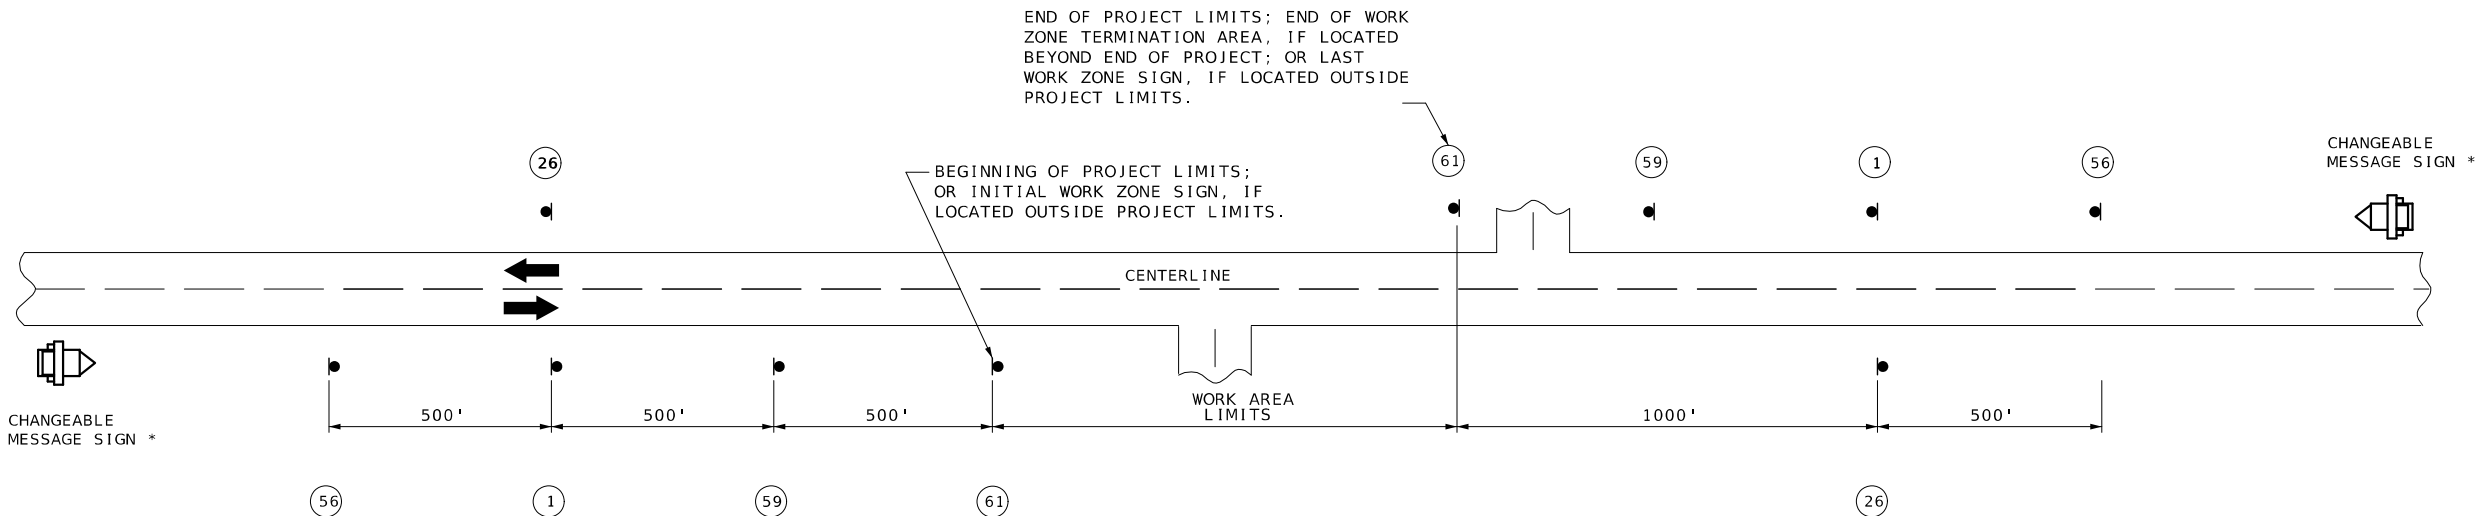 END OF PROJECT LIMITS; END OF WORK
ZONE TERMINATION AREA, IF LOCATED
BEYOND END OF PROJECT; OR LAST
WORK ZONE SIGN, IF LOCATED OUTSIDE
PROJECT LIMITS.
26
BEGINNING OF PROJECT LIMITS;
OR INITIAL WORK ZONE SIGN, IF
LOCATED OUTSIDE PROJECT LIMITS.
61
59
1
56
CHANGEABLE
MESSAGE SIGN *
CENTERLINE
CHANGEABLE
MESSAGE SIGN *
500'
500'
500'
WORK AREA
LIMITS
1000'
500'
56
1
59
61
26